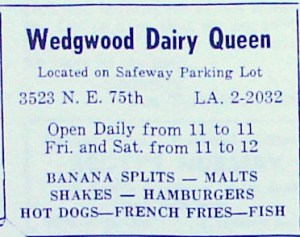 Wedgwood Dairy Queen
Located on Safeway Parking Lot
3523 N. E. 75th LA. 2-2032
Open Daily from 11 to 11
Fri. and Sat. from 11 to 12
BANANA SPLITS — MALTS
SHAKES — HAMBURGERS
HOT DOGS—FRENCH FRIES—FISH